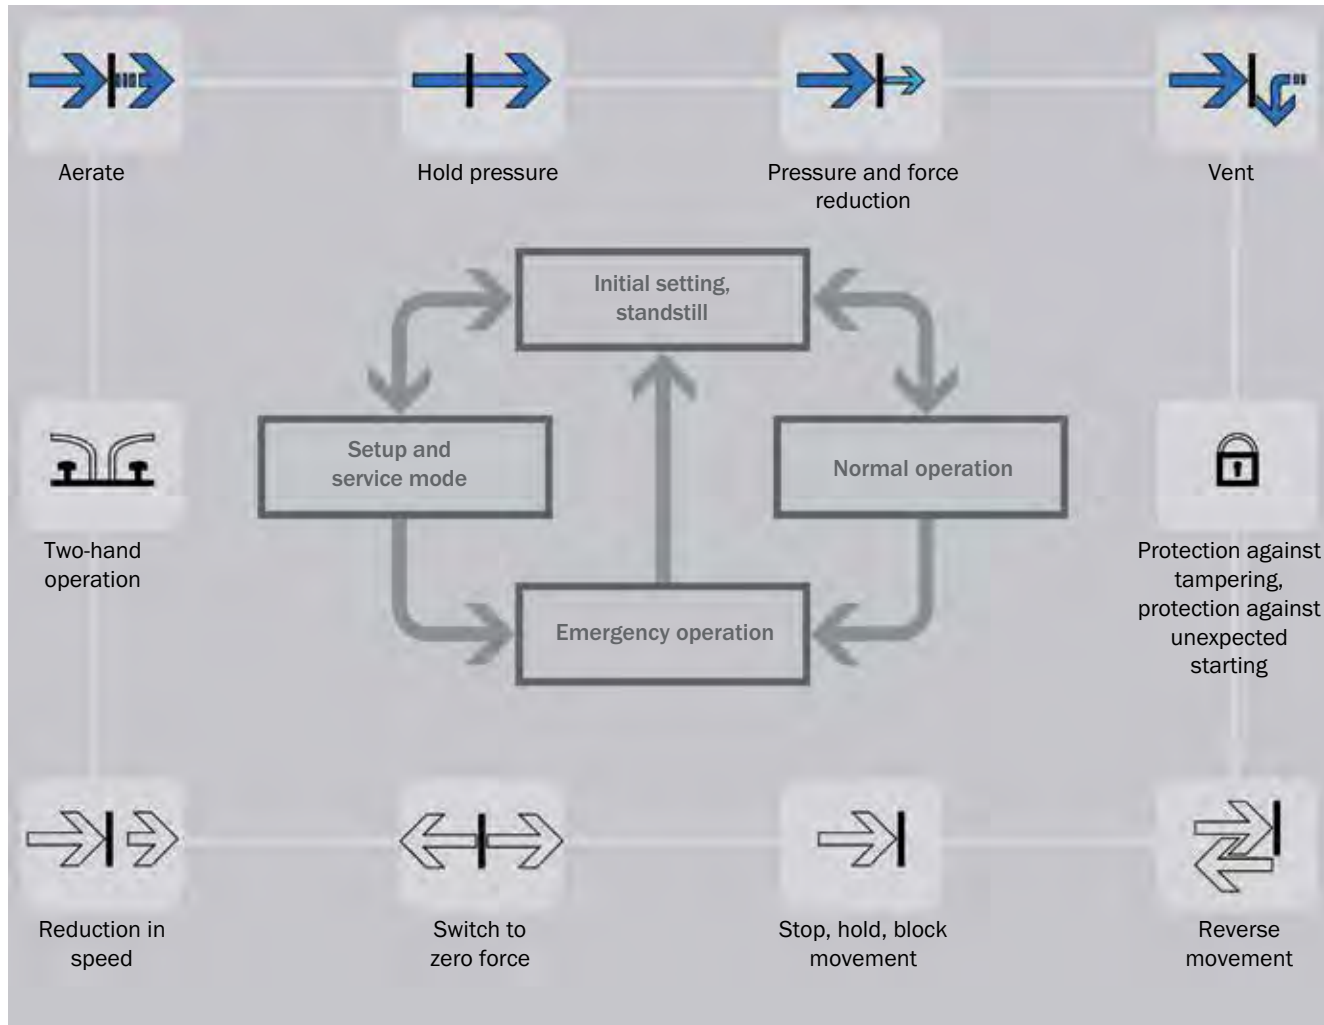 Aerate
Hold pressure
Pressure and force
reduction
Vent
Initial setting,
standstill
Setup and
service mode
Normal operation
Emergency operation
Two-hand
operation
Protection against
tampering,
protection against
unexpected
starting
Reduction in
speed
Switch to
zero force
Stop, hold, block
movement
Reverse
movement